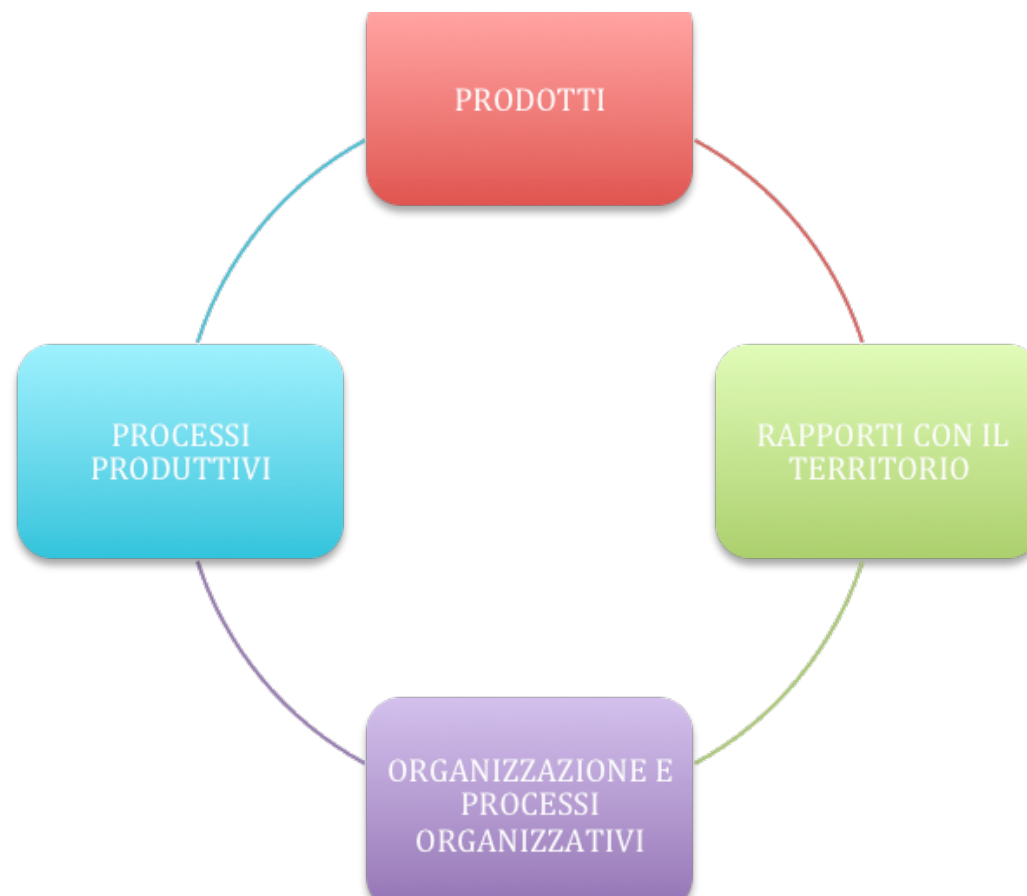 PRODOTTI
PROCESSI
PRODUTTIVI
RAPPORTI CON IL
TERRITORIO
ORGANIZZAZIONE E
PROCESSI
ORGANIZZATIVI